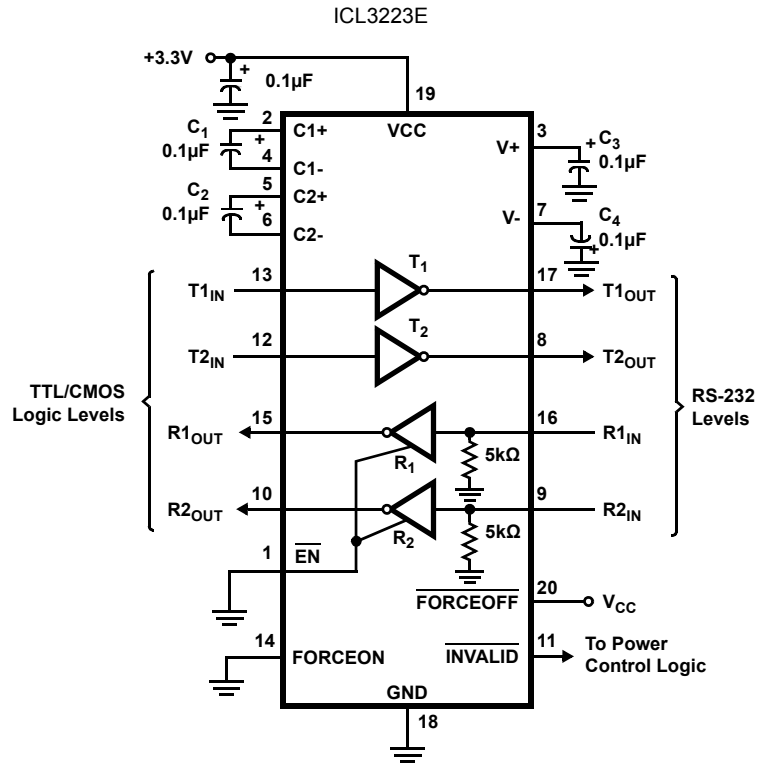 ICL3223E
+3.3V
+
0.1µF
19
VCC
2
C1+
C₁
0.1µF
+
4
C1-
5
C2+
C₂
0.1µF
+
6
C2-
3
V+
+
C₃
0.1µF
7
V-
C₄
0.1µF
+
13
T1IN
T₁
17
T1OUT
12
T2IN
T₂
8
T2OUT
TTL/CMOS
Logic Levels
RS-232
Levels
15
R1OUT
R₁
16
R1IN
5kΩ
10
R2OUT
R₂
9
R2IN
5kΩ
1
EN
20
FORCEOFF
VCC
14
FORCEON
11
INVALID
To Power
Control Logic
GND
18